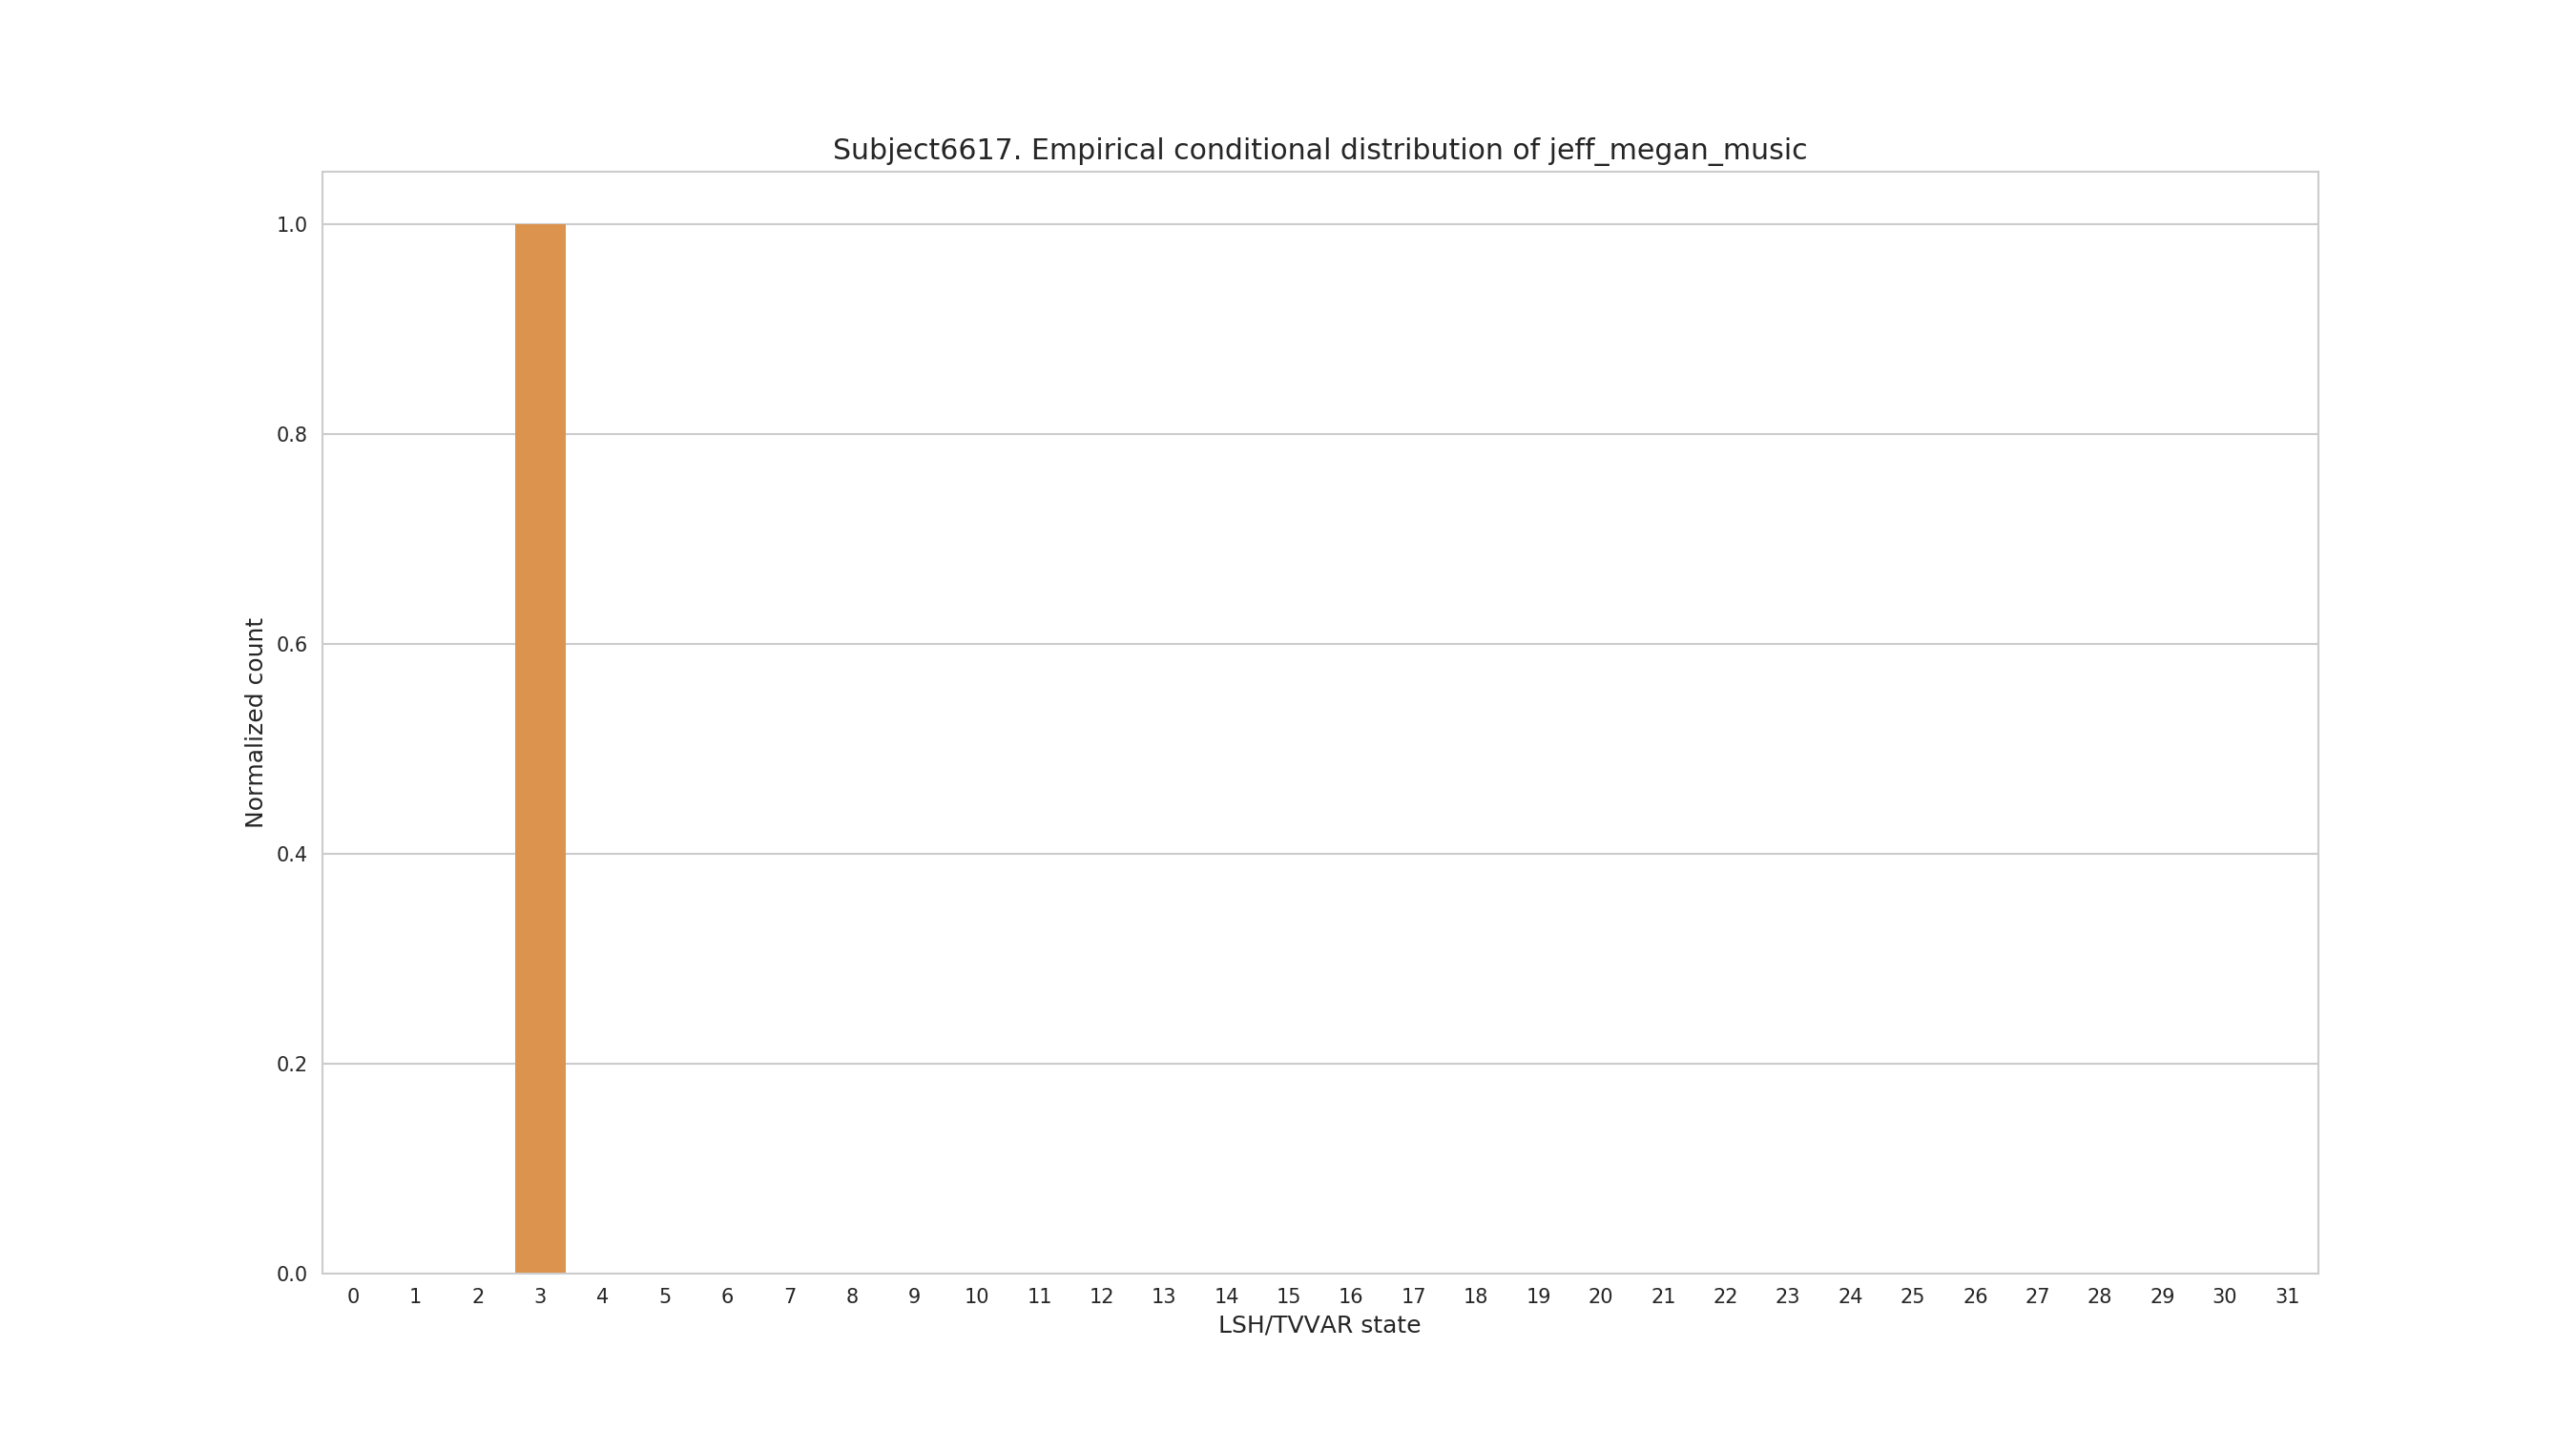 Subject6617. Empirical conditional distribution of jeff_megan_music
1.0
0.8
0.6
0.4
0.2
0.0
Normalized count
0 1 2 3 4 5 6 7 8 9 10 11 12 13 14 15 16 17 18 19 20 21 22 23 24 25 26 27 28 29 30 31
LSH/TVVAR state